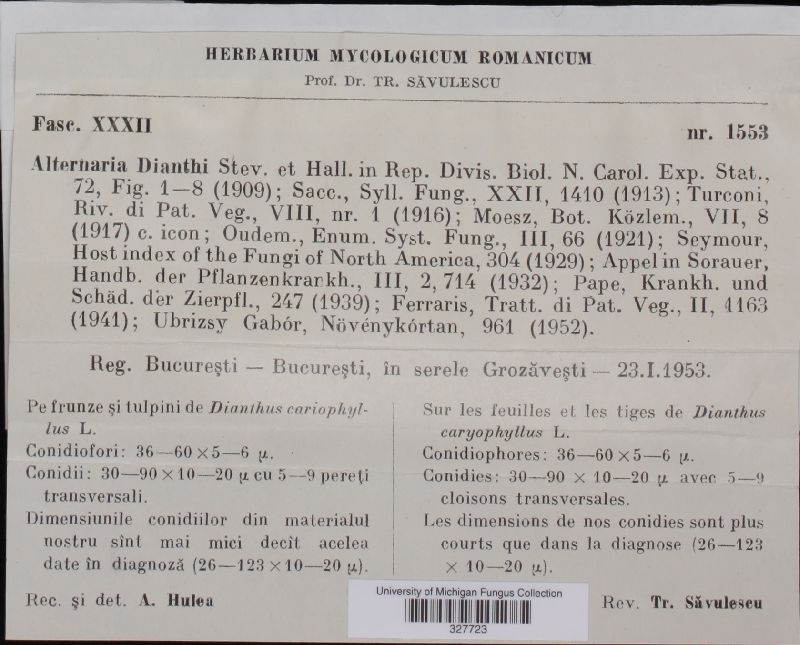 HERBARIUM MYCOLOGICUM ROMANICUM
Prof. Dr. TR. SĂVULESCU
Fasc. XXXII
nr. 1553
Alternaria Dianthi Stev. et Hall. in Rep. Divis. Biol. N. Carol. Exp. Stat.,
72, Fig. 1—8 (1909); Sacc., Syll. Fung., XXII, 1410 (1913); Turconi,
Riv. di Pat. Veg., VIII, nr. 1 (1916); Moesz, Bot. Közlem., VII, 8
(1917) c. icon; Oudem., Enum. Syst. Fung., III, 66 (1921); Seymour,
Host index of the Fungi of North America, 304 (1929); Appel in Sorauer,
Handb. der Pflanzenkrankh., III, 2, 714 (1932); Pape, Krankh. und
Schäd. der Zierpfl., 247 (1939); Ferraris, Tratt. di Pat. Veg., II, 1163
(1941); Ubrizsy Gabór, Növénykórtan, 961 (1952).
Reg. București — București, în serele Grozăvești — 23.I.1953.
Pe frunze și tulpini de Dianthus cariophyl-
lus L.
Conidiofori: 36—60 × 5—6 µ.
Conidii: 30—90 × 10—20 µ cu 5—9 pereți
transversali.
Dimensiunile conidiilor din materialul
nostru sînt mai mici decît acelea
date în diagnoză (26—123 × 10—20 µ).
Sur les feuilles et les tiges de Dianthus
caryophyllus L.
Conidiophores: 36—60 × 5—6 µ.
Conidies: 30—90 × 10—20 µ avec 5—9
cloisons transversales.
Les dimensions de nos conidies sont plus
courts que dans la diagnose (26—123
× 10—20 µ).
Rec. și det. A. Hulea
Rev. Tr. Săvulescu
University of Michigan Fungus Collection
327723